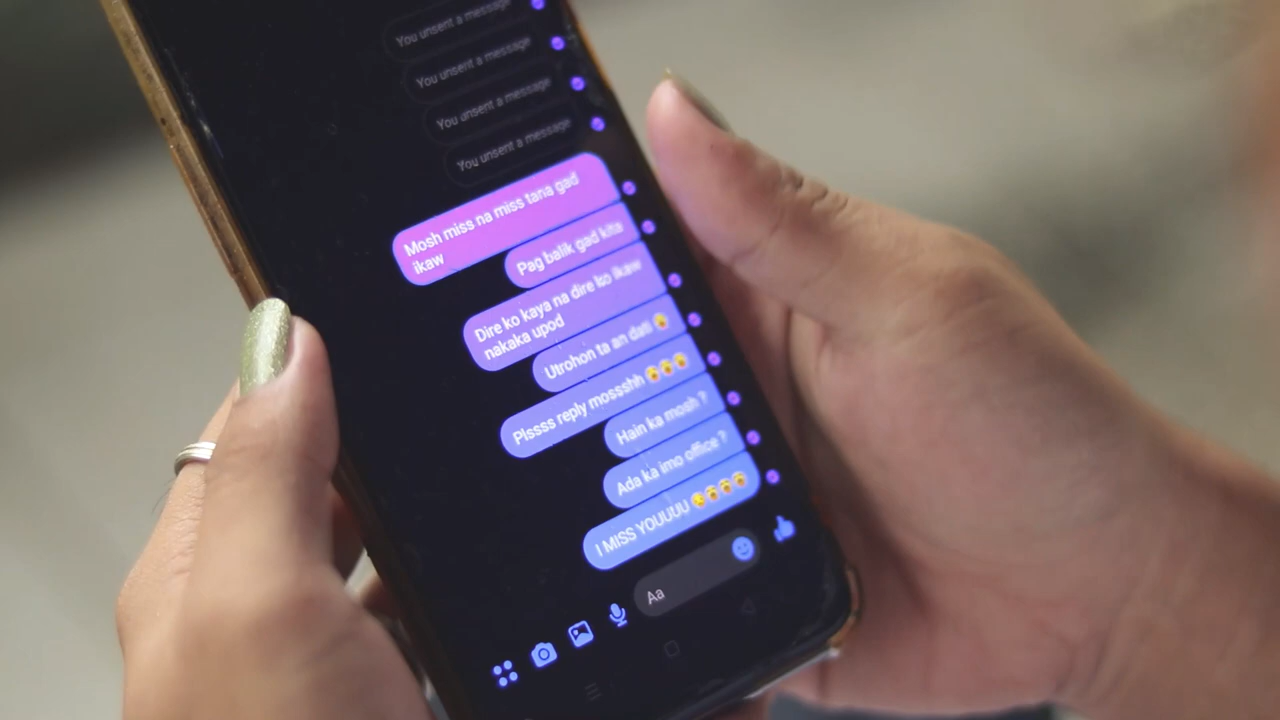 You unsent a message
You unsent a message
You unsent a message
You unsent a message
Mosh miss na miss tana gad
ikaw
Pag balik gad kita
Dire ko kaya na dire ko ikaw
nakaka upod
Utrohon ta an dati 😢
Plssss reply mossshh 😢😢😢
Hain ka mosh ?
Ada ka imo office ?
I MISS YOUUUU 😢😢😢😢
Aa